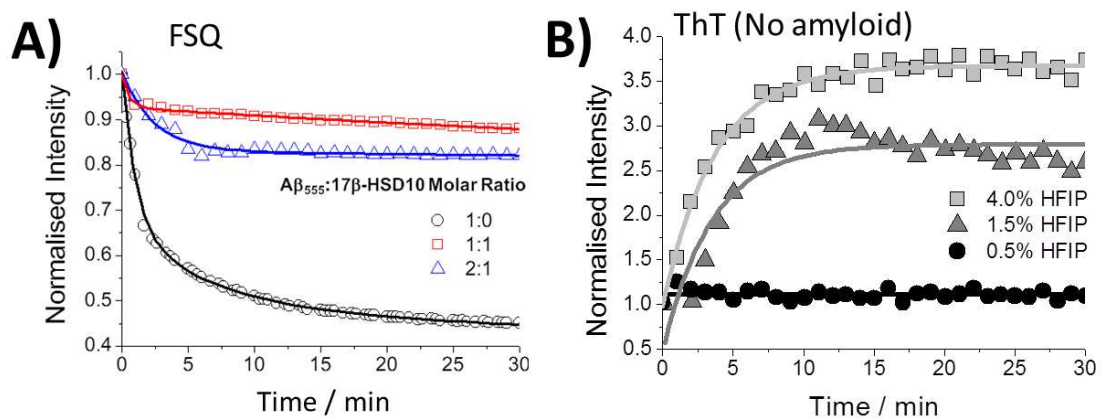 A)
FSQ
Normalised Intensity
1.0
0.9
0.8
0.7
0.6
0.5
0.4
Aβ555:17β-HSD10 Molar Ratio
1:0
1:1
2:1
0 5 10 15 20 25 30
Time / min
B)
ThT (No amyloid)
Normalised Intensity
4.0
3.5
3.0
2.5
2.0
1.5
1.0
0.5
4.0% HFIP
1.5% HFIP
0.5% HFIP
0 5 10 15 20 25 30
Time / min